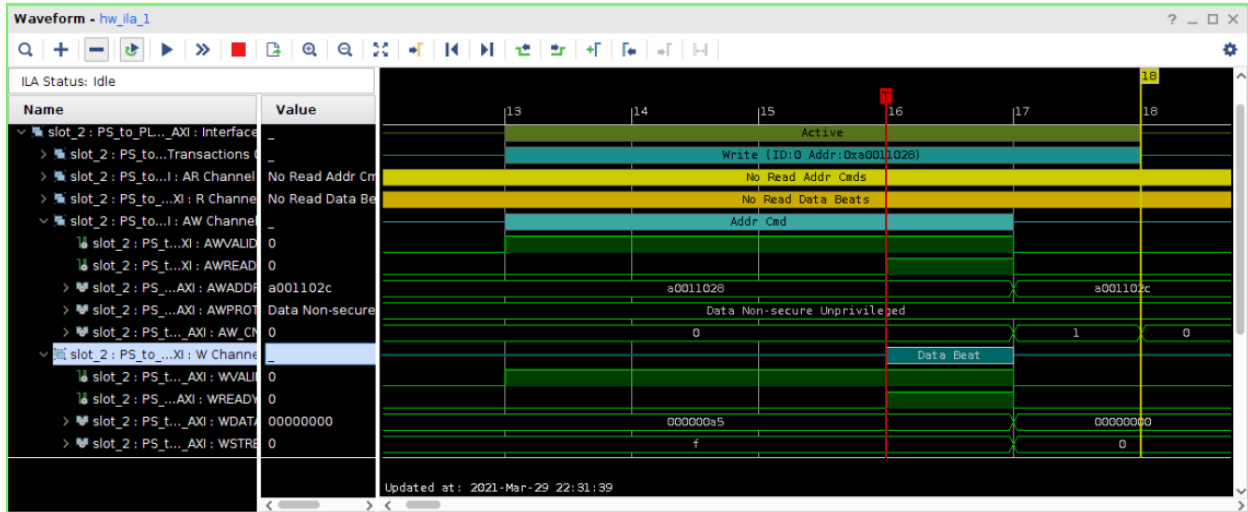 Waveform - hw_ila_1
ILA Status: Idle
18
Name Value
T
13 14 15 16 17 18
slot_2 : PS_to_PL..._AXI : Interface _ Active
slot_2 : PS_to...Transactions _ Write (ID:0 Addr:0xa0011028)
slot_2 : PS_to...I : AR Channel No Read Addr Cm No Read Addr Cmds
slot_2 : PS_to_...XI : R Channe No Read Data Be No Read Data Beats
slot_2 : PS_to...I : AW Channel _ Addr Cmd
slot_2 : PS_t...XI : AWVALID 0
slot_2 : PS_t...XI : AWREAD 0
slot_2 : PS_...AXI : AWADDR a001102c a0011028 a001102c
slot_2 : PS_...AXI : AWPROT Data Non-secure Data Non-secure Unprivileged
slot_2 : PS_t..._AXI : AW_CN 0 0 1 0
slot_2 : PS_to_...XI : W Channe _ Data Beat
slot_2 : PS_t..._AXI : WVALI 0
slot_2 : PS_t...AXI : WREADY 0
slot_2 : PS_t..._AXI : WDATA 00000000 000000a5 00000000
slot_2 : PS_t..._AXI : WSTRB 0 f 0
Updated at: 2021-Mar-29 22:31:39